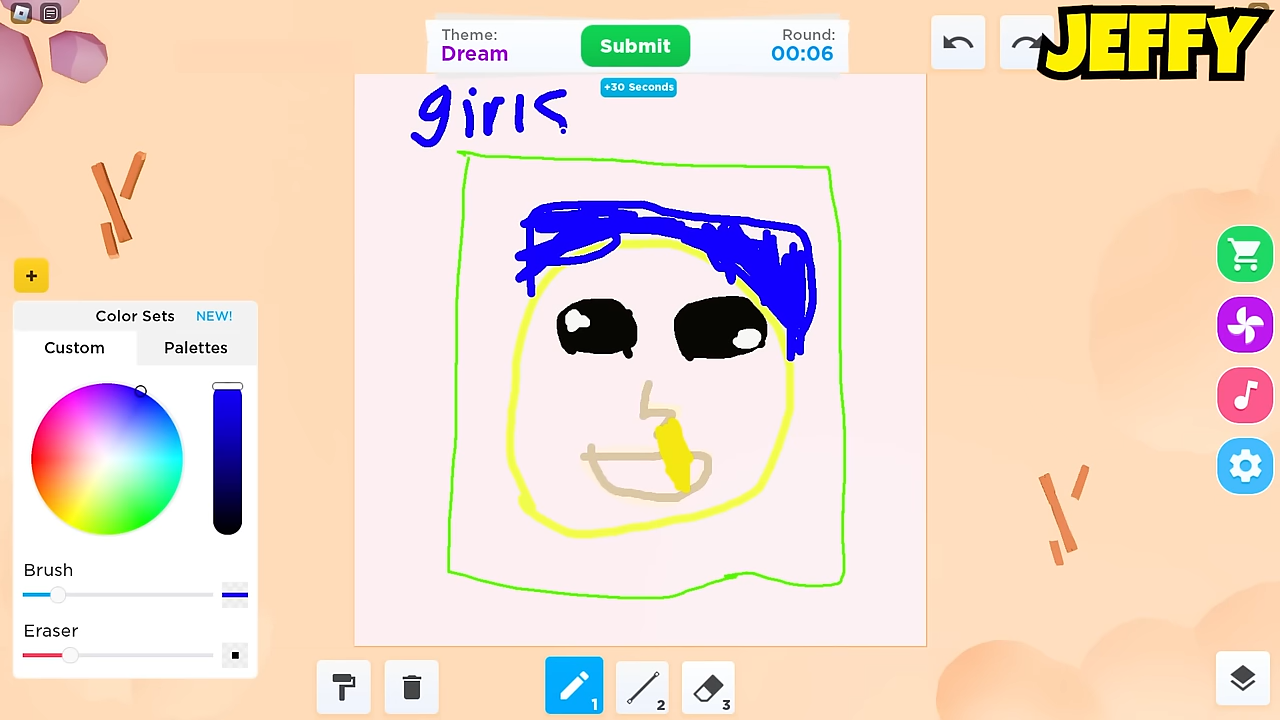 Theme:
Dream
Submit
Round:
00:06
JEFFY
+30 Seconds
girls
+
Color Sets NEW!
Custom
Palettes
Brush
Eraser
1
2
3